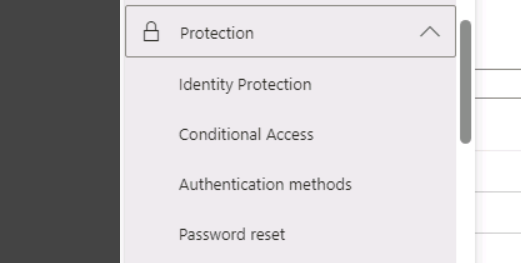 Protection
Identity Protection
Conditional Access
Authentication methods
Password reset